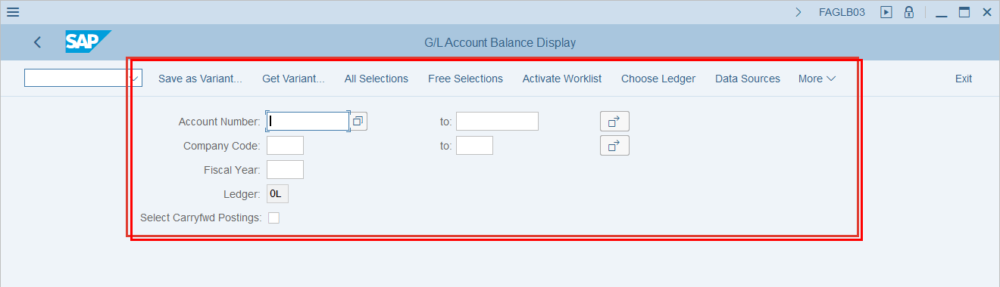 FAGLB03
SAP G/L Account Balance Display
Save as Variant... Get Variant... All Selections Free Selections Activate Worklist Choose Ledger Data Sources More Exit
Account Number: to:
Company Code: to:
Fiscal Year:
Ledger: 0L
Select Carryfwd Postings: